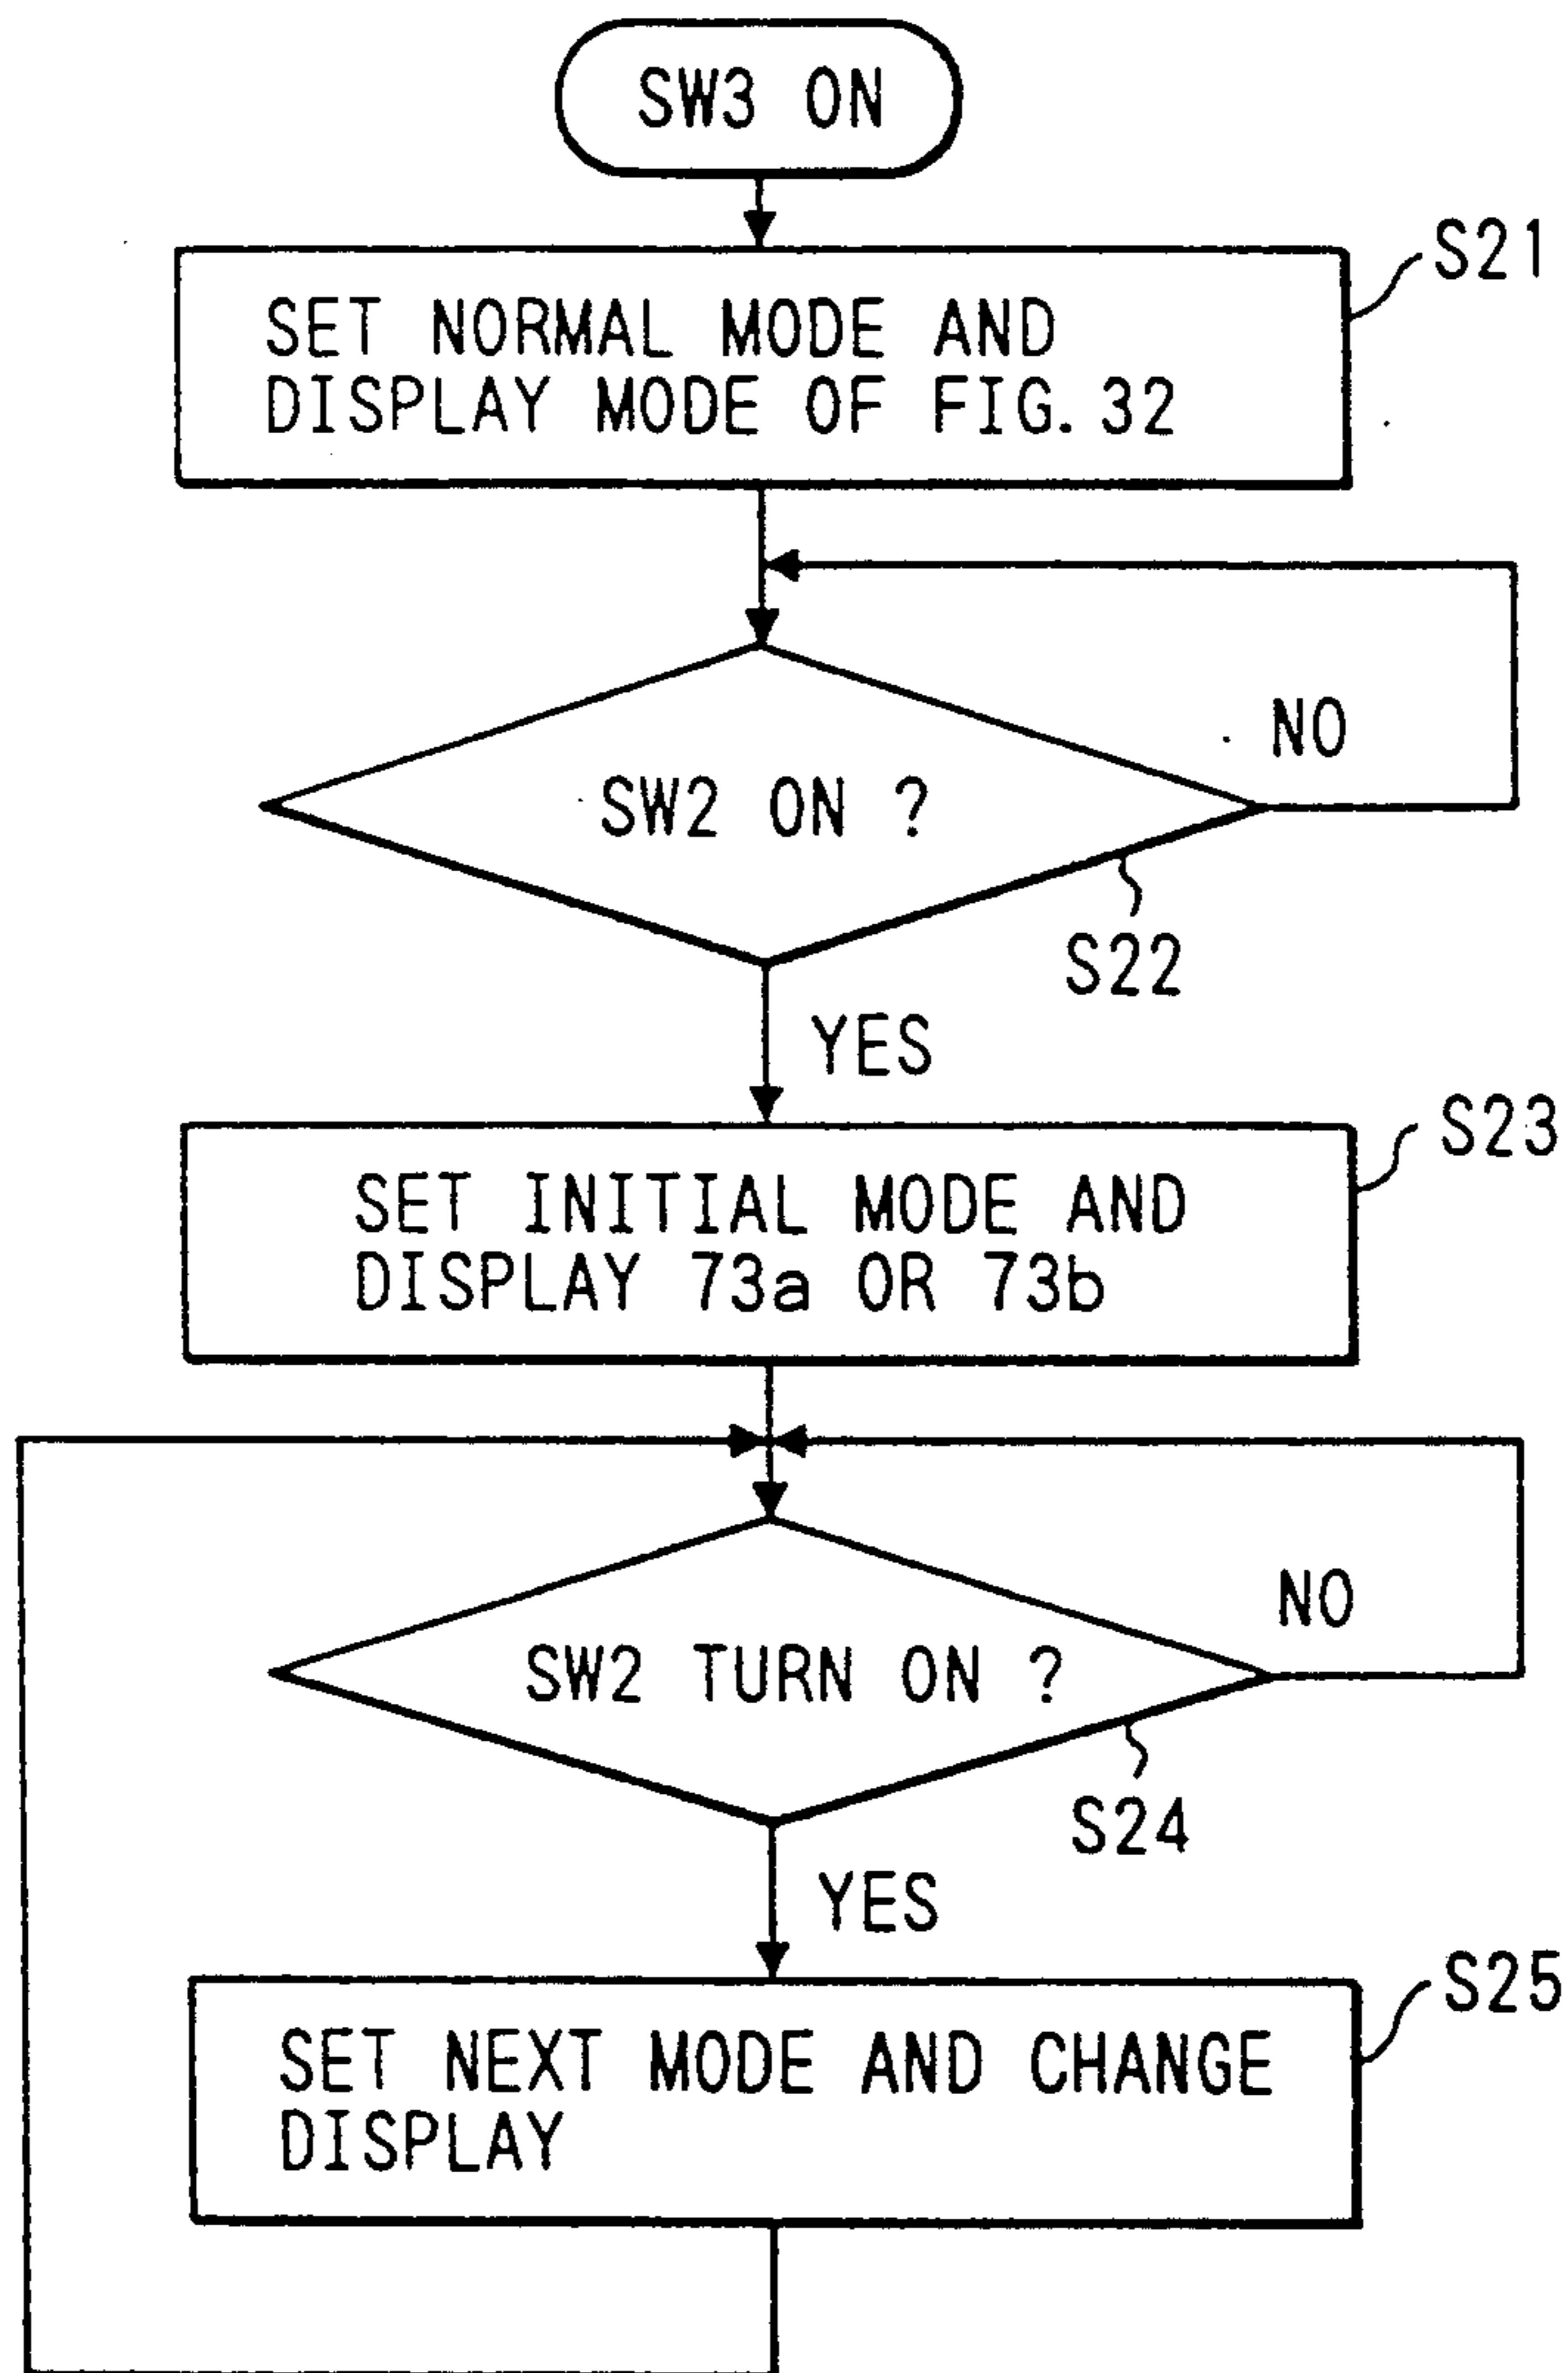 SW3 ON
S21
SET NORMAL MODE AND
DISPLAY MODE OF FIG. 32
NO
SW2 ON ?
S22
YES
S23
SET INITIAL MODE AND
DISPLAY 73a OR 73b
NO
SW2 TURN ON ?
S24
YES
S25
SET NEXT MODE AND CHANGE
DISPLAY